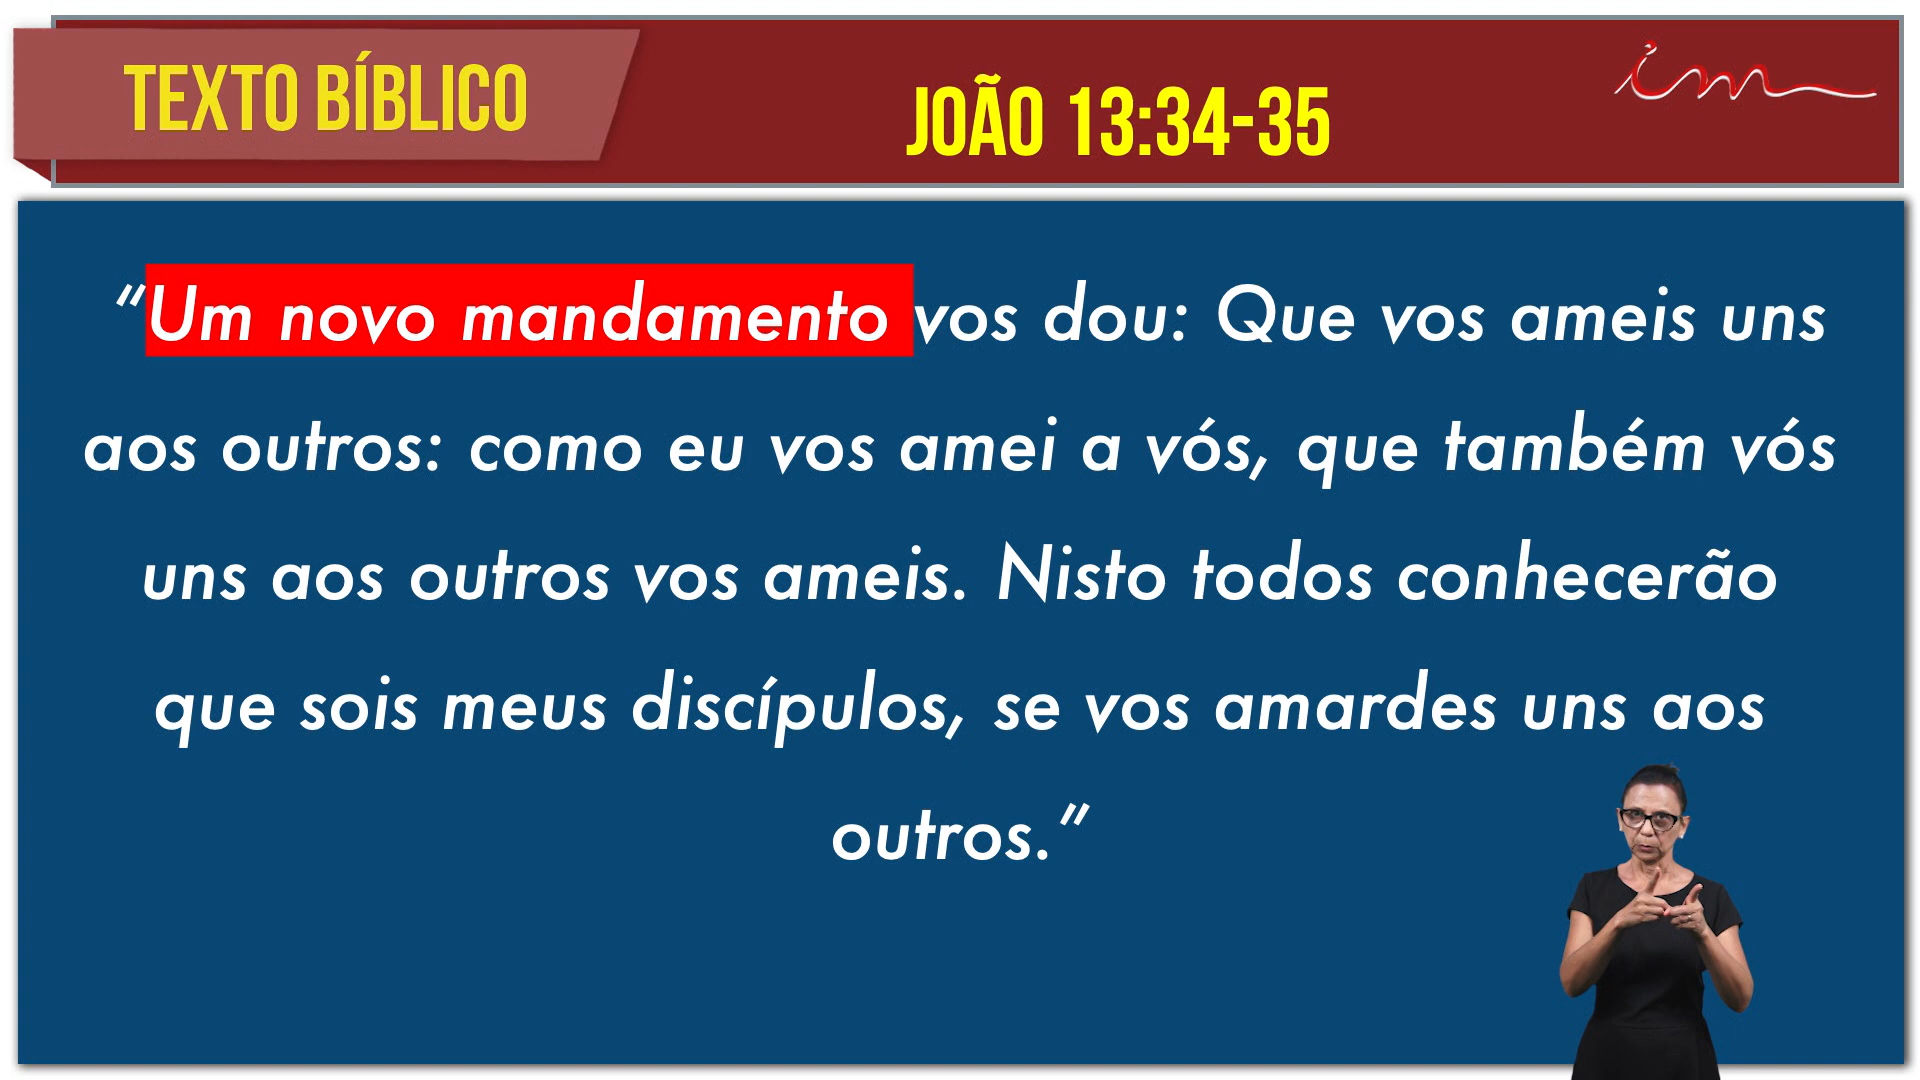 TEXTO BÍBLICO
JOÃO 13:34-35
im
“Um novo mandamento vos dou: Que vos ameis uns
aos outros: como eu vos amei a vós, que também vós
uns aos outros vos ameis. Nisto todos conhecerão
que sois meus discípulos, se vos amardes uns aos
outros.”